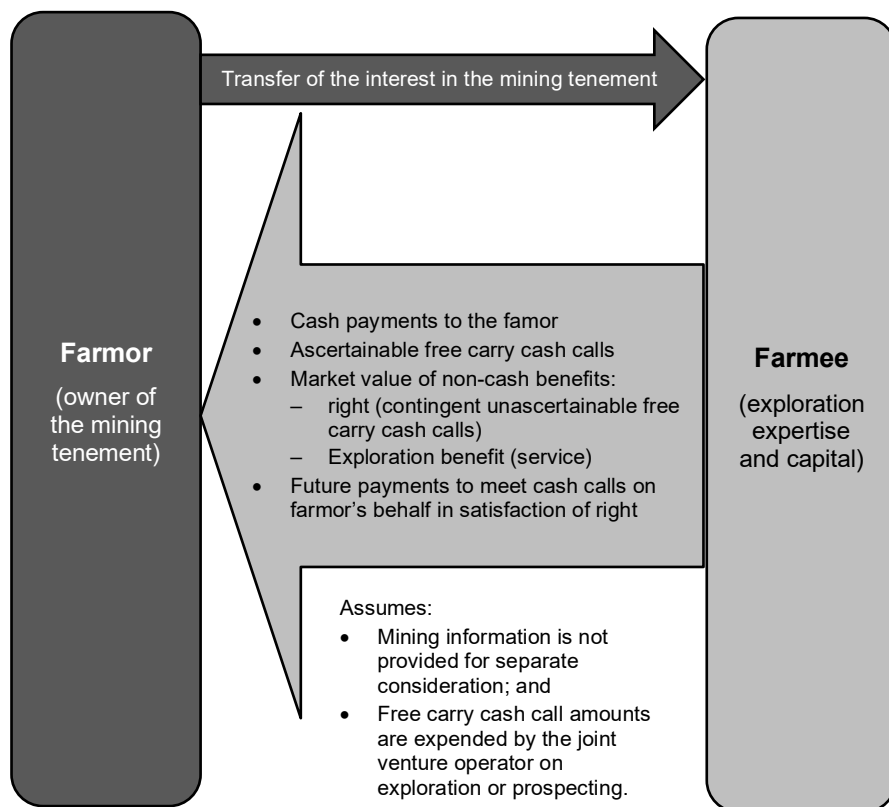 Transfer of the interest in the mining tenement
Farmor
(owner of
the mining
tenement)
• Cash payments to the famor
• Ascertainable free carry cash calls
• Market value of non-cash benefits:
– right (contingent unascertainable free
carry cash calls)
– Exploration benefit (service)
• Future payments to meet cash calls on
farmor’s behalf in satisfaction of right
Farmee
(exploration
expertise
and capital)
Assumes:
• Mining information is not
provided for separate
consideration; and
• Free carry cash call amounts
are expended by the joint
venture operator on
exploration or prospecting.